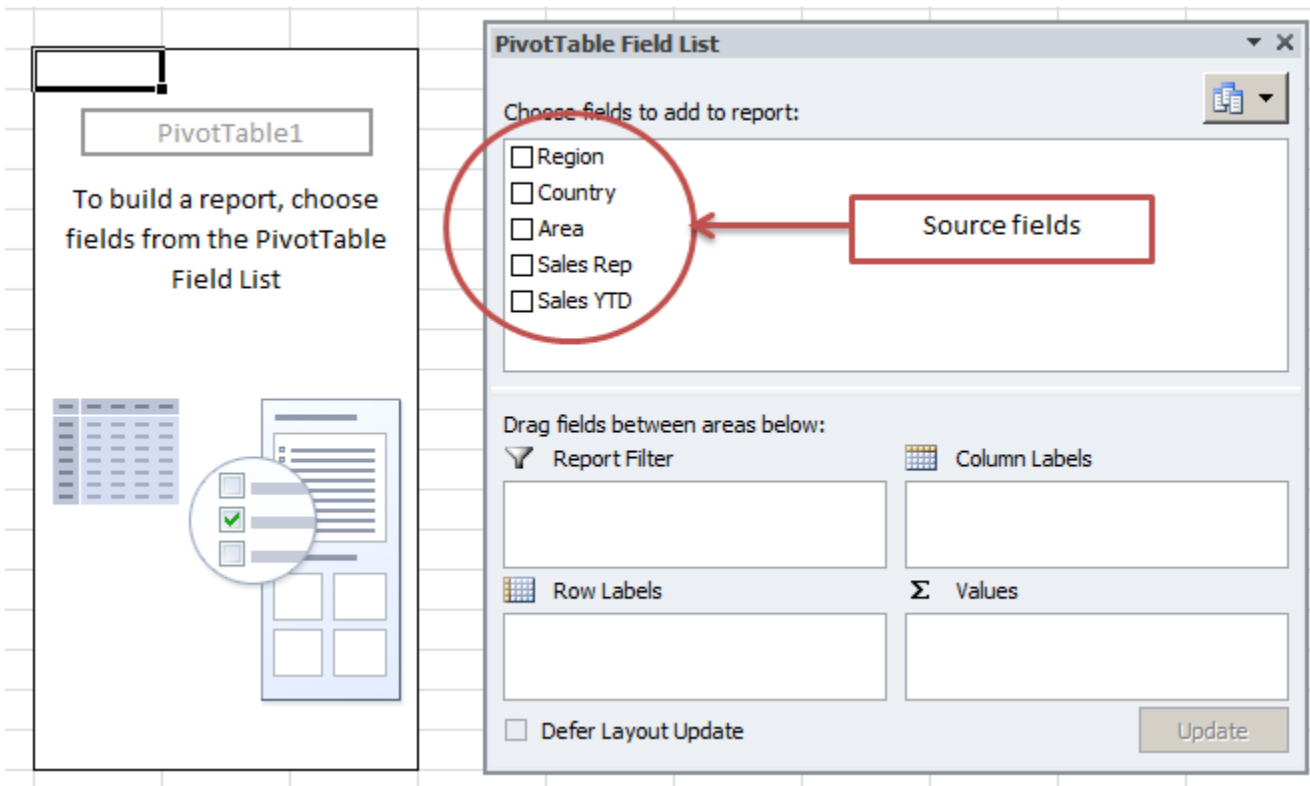 PivotTable1
To build a report, choose
fields from the PivotTable
Field List
PivotTable Field List
Choose fields to add to report:
Region
Country
Area
Sales Rep
Sales YTD
Source fields
Drag fields between areas below:
Report Filter
Column Labels
Row Labels
Σ Values
Defer Layout Update
Update